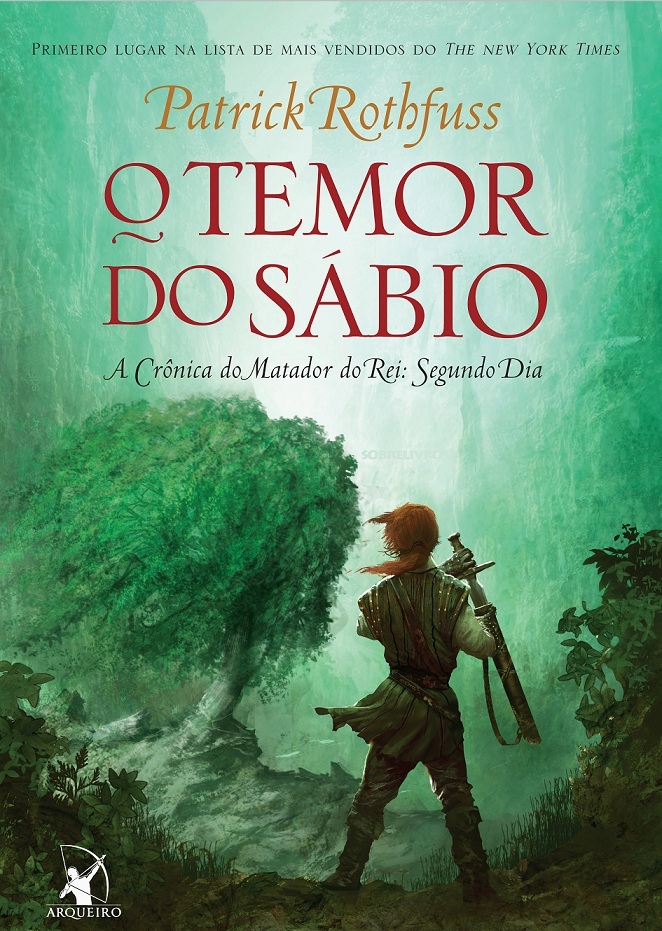 PRIMEIRO LUGAR NA LISTA DE MAIS VENDIDOS DO THE NEW YORK TIMES
Patrick Rothfuss
O TEMOR
DO SÁBIO
A Crônica do Matador do Rei: Segundo Dia
SOBRELIVROS
ARQUEIRO